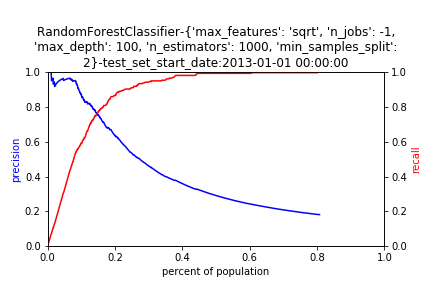 RandomForestClassifier-{'max_features': 'sqrt', 'n_jobs': -1,
'max_depth': 100, 'n_estimators': 1000, 'min_samples_split':
2}-test_set_start_date:2013-01-01 00:00:00
1.0
0.8
0.6
0.4
0.2
0.0
precision
1.0
0.8
0.6
0.4
0.2
0.0
recall
0.0 0.2 0.4 0.6 0.8 1.0
percent of population